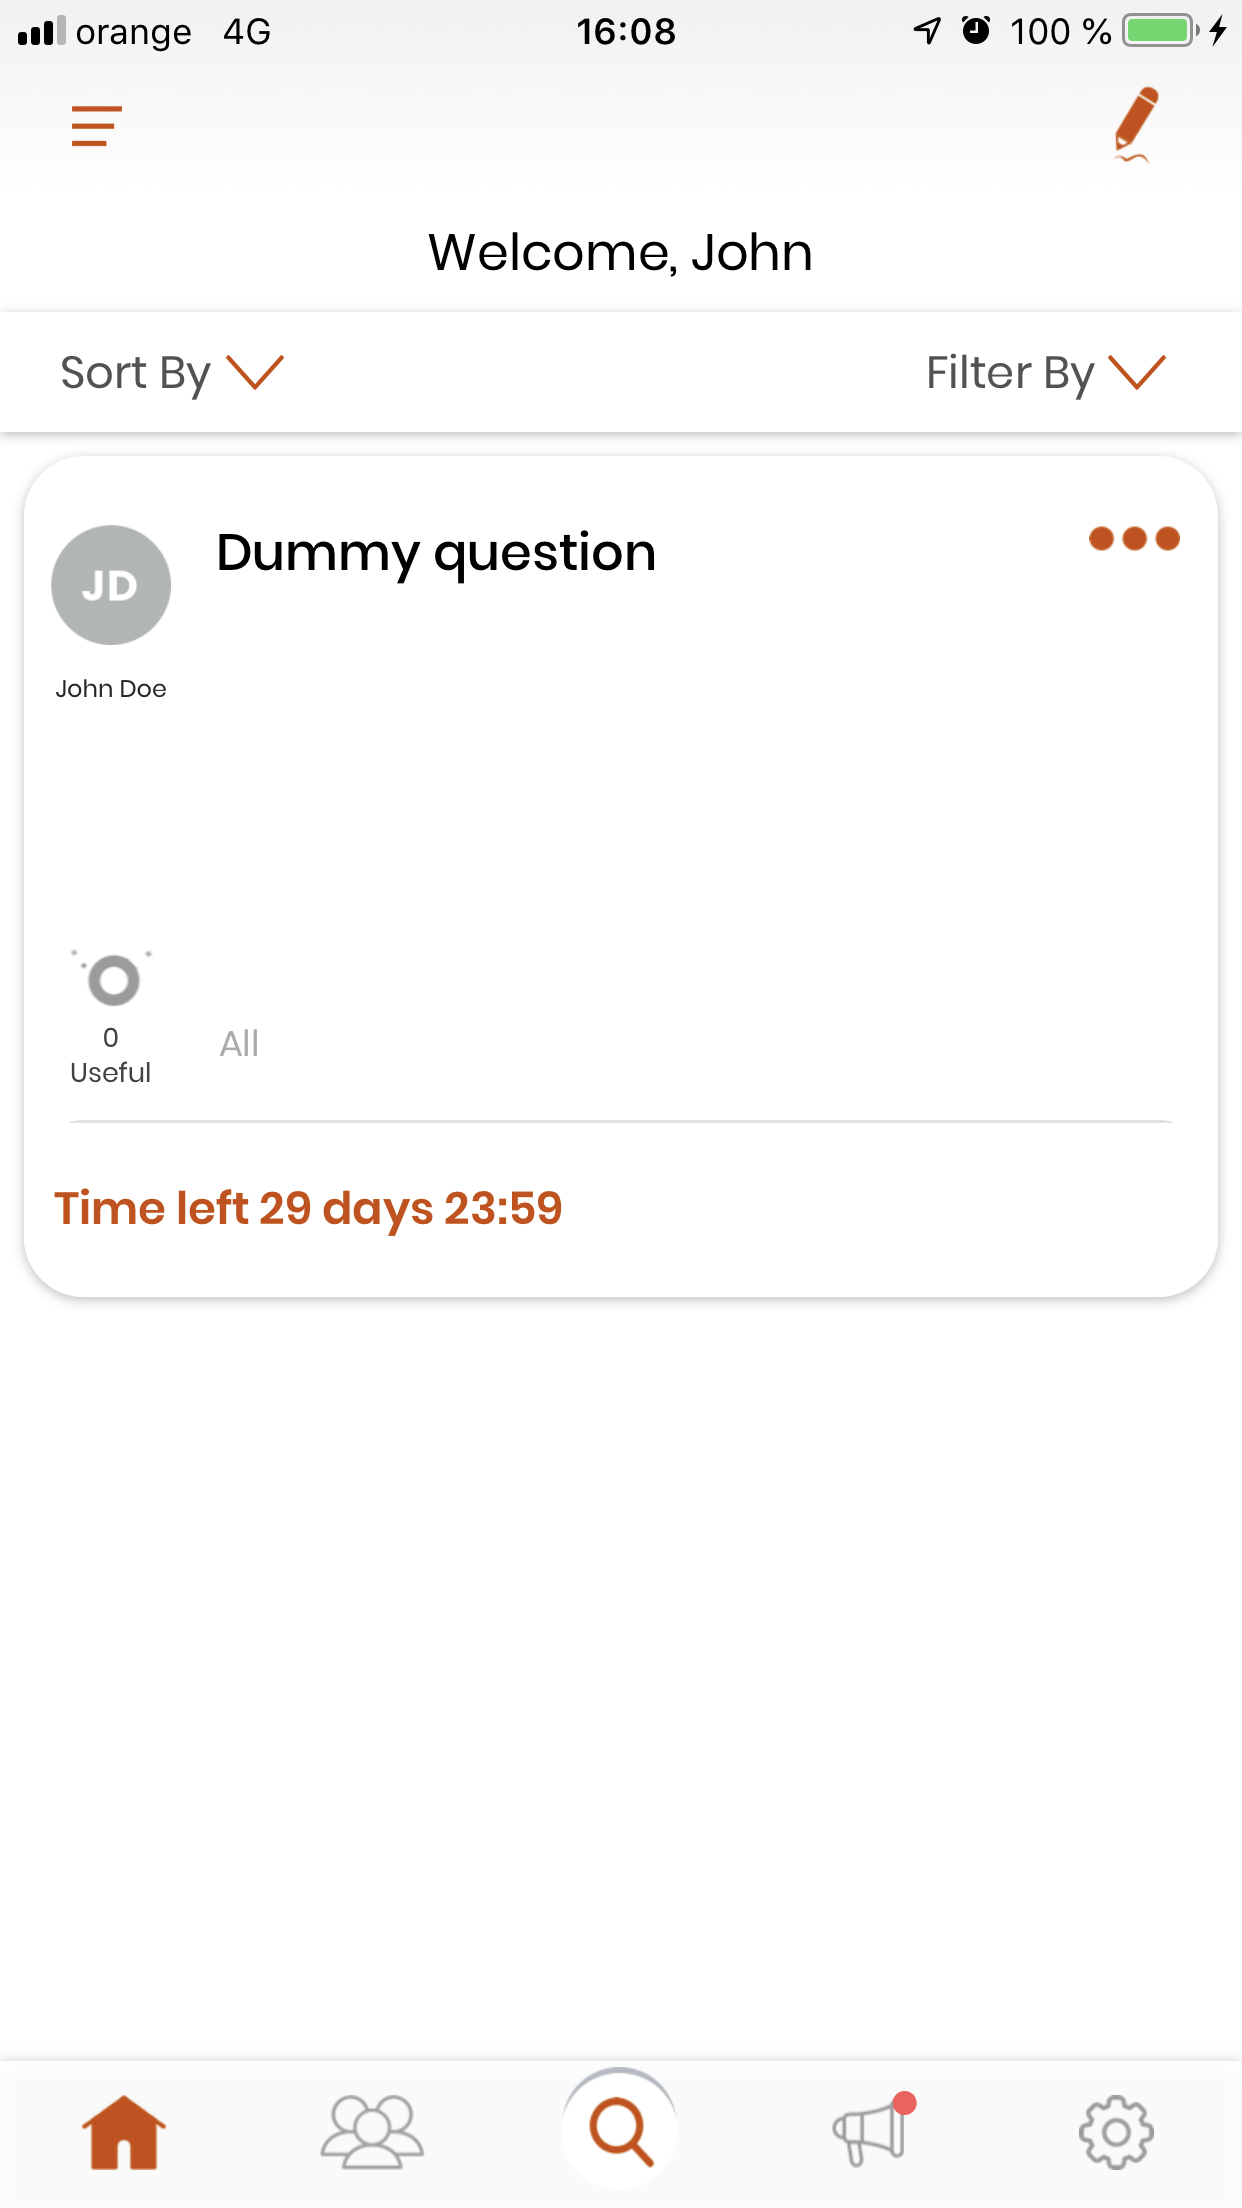 orange 4G 16:08 100 %
Welcome, John
Sort By Filter By
JD Dummy question
John Doe
0
Useful
All
Time left 29 days 23:59